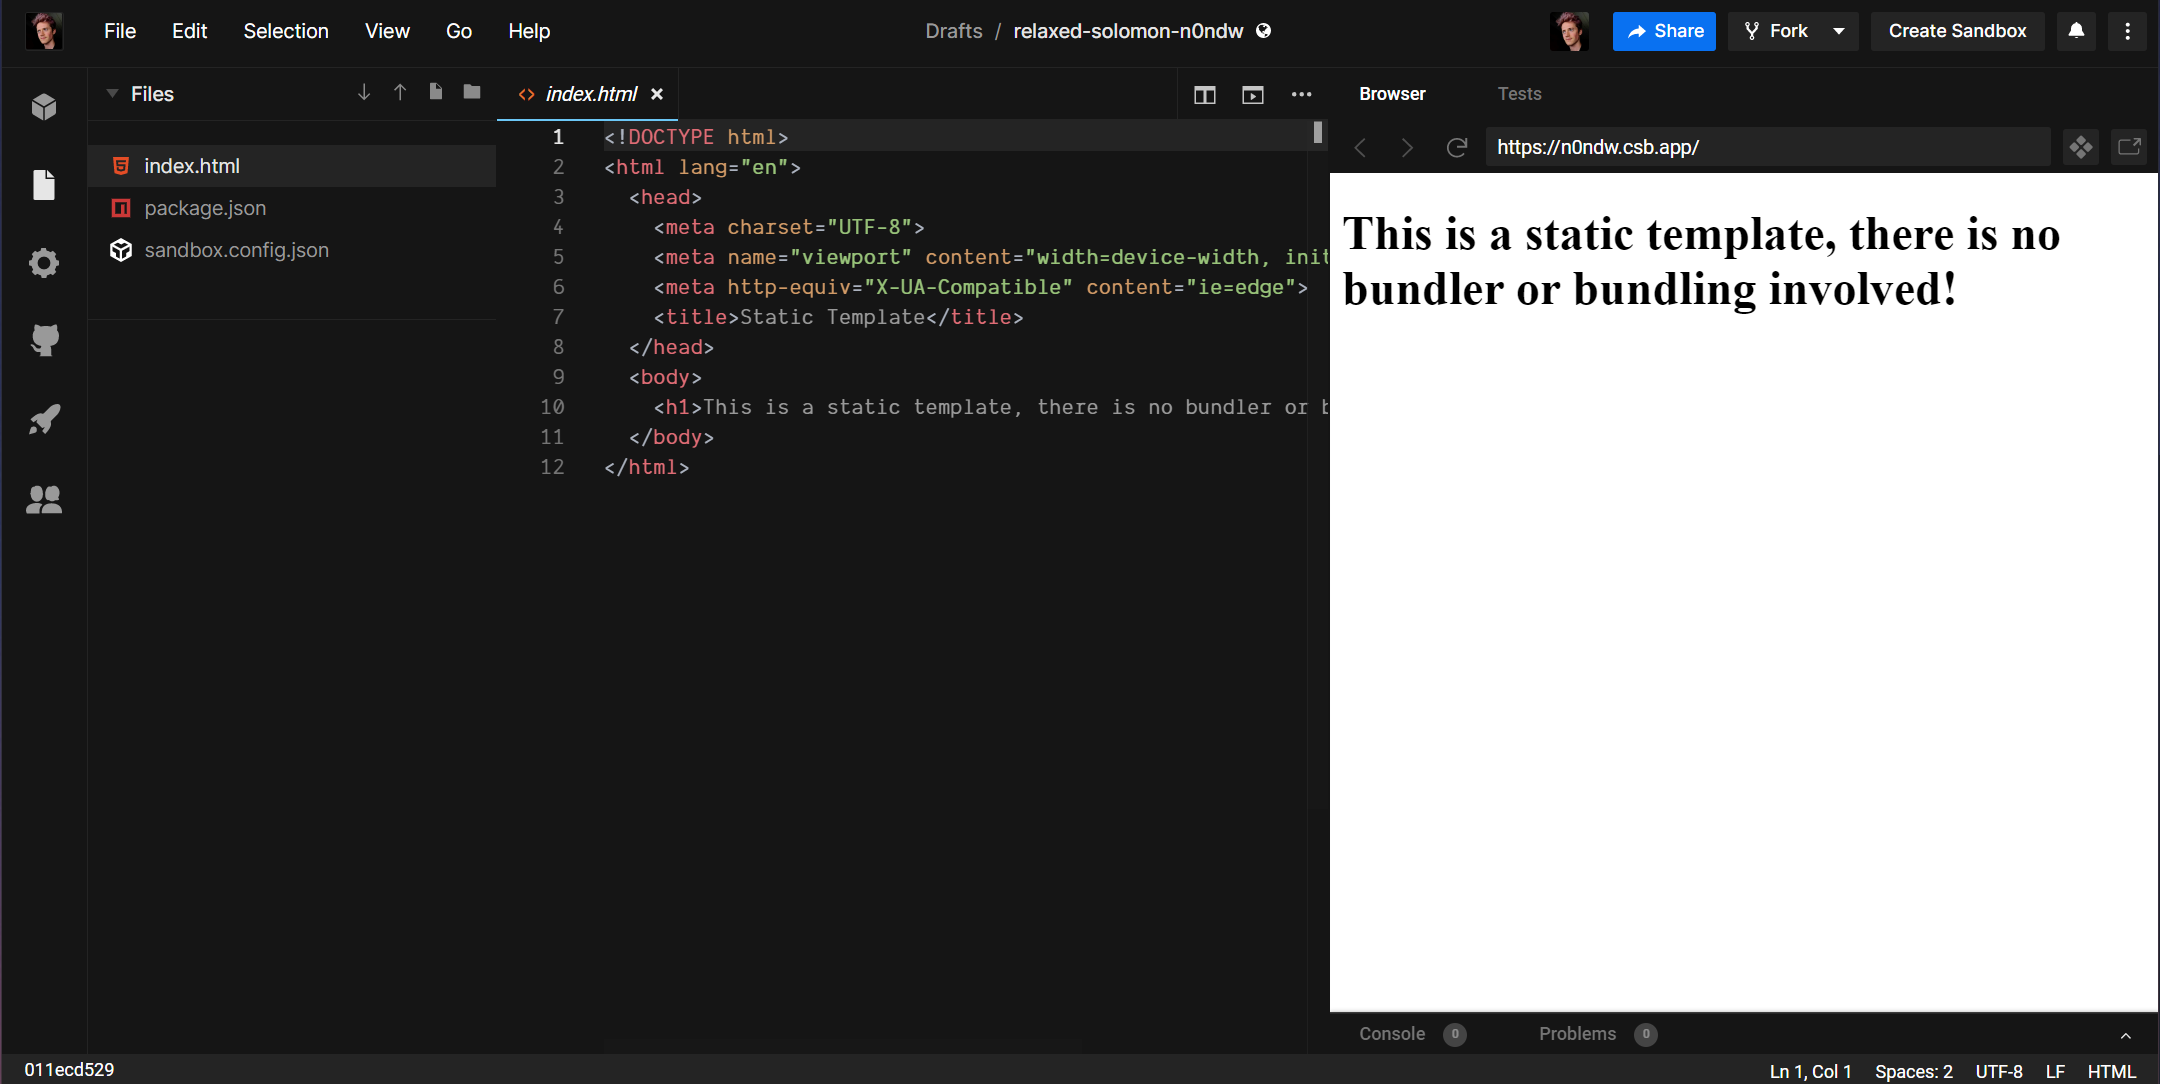 File Edit Selection View Go Help
Drafts / relaxed-solomon-n0ndw
Share Fork Create Sandbox
Files
index.html
package.json
sandbox.config.json
index.html
1 <!DOCTYPE html>
2 <html lang="en">
3 <head>
4 <meta charset="UTF-8">
5 <meta name="viewport" content="width=device-width, init
6 <meta http-equiv="X-UA-Compatible" content="ie=edge">
7 <title>Static Template</title>
8 </head>
9 <body>
10 <h1>This is a static template, there is no bundler or
11 </body>
12 </html>
Browser Tests
https://n0ndw.csb.app/
This is a static template, there is no
bundler or bundling involved!
Console 0 Problems 0
011ecd529
Ln 1, Col 1 Spaces: 2 UTF-8 LF HTML